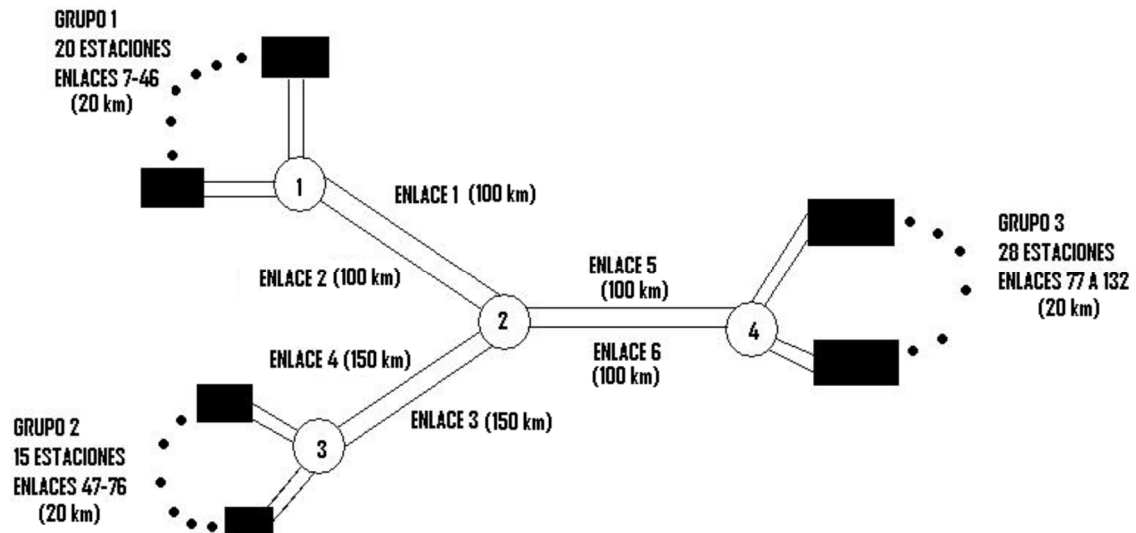 GRUPO 1
20 ESTACIONES
ENLACES 7-46
(20 km)
1
ENLACE 1 (100 km)
ENLACE 2 (100 km)
GRUPO 3
28 ESTACIONES
ENLACES 77 A 132
(20 km)
ENLACE 5
(100 km)
2
4
ENLACE 6
(100 km)
ENLACE 4 (150 km)
ENLACE 3 (150 km)
GRUPO 2
15 ESTACIONES
ENLACES 47-76
(20 km)
3